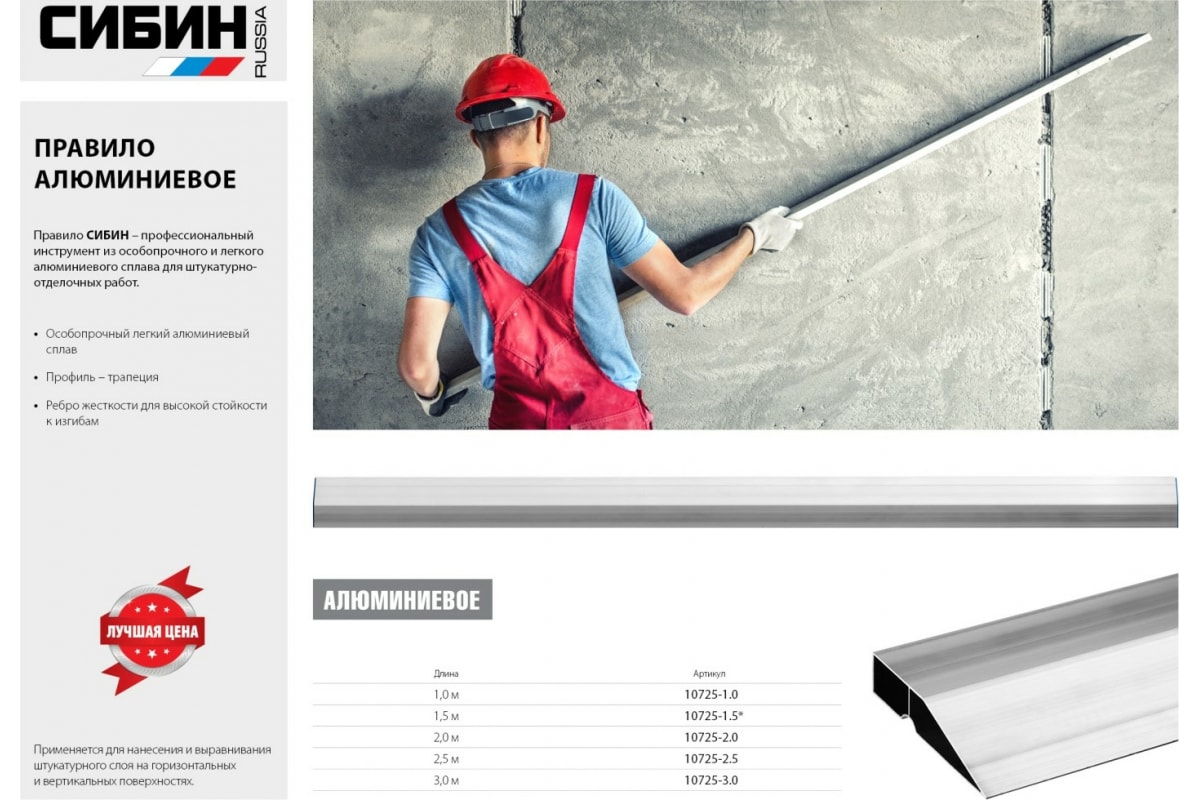 СИБИН
RUSSIA
ПРАВИЛО
АЛЮМИНИЕВОЕ
Правило СИБИН – профессиональный
инструмент из особопрочного и легкого
алюминиевого сплава для штукатурно-
отделочных работ.
• Особопрочный легкий алюминиевый
сплав
• Профиль – трапеция
• Ребро жесткости для высокой стойкости
к изгибам
ЛУЧШАЯ ЦЕНА
Применяется для нанесения и выравнивания
штукатурного слоя на горизонтальных
и вертикальных поверхностях.
АЛЮМИНИЕВОЕ
Длина Артикул
1,0 м 10725-1.0
1,5 м 10725-1.5*
2,0 м 10725-2.0
2,5 м 10725-2.5
3,0 м 10725-3.0